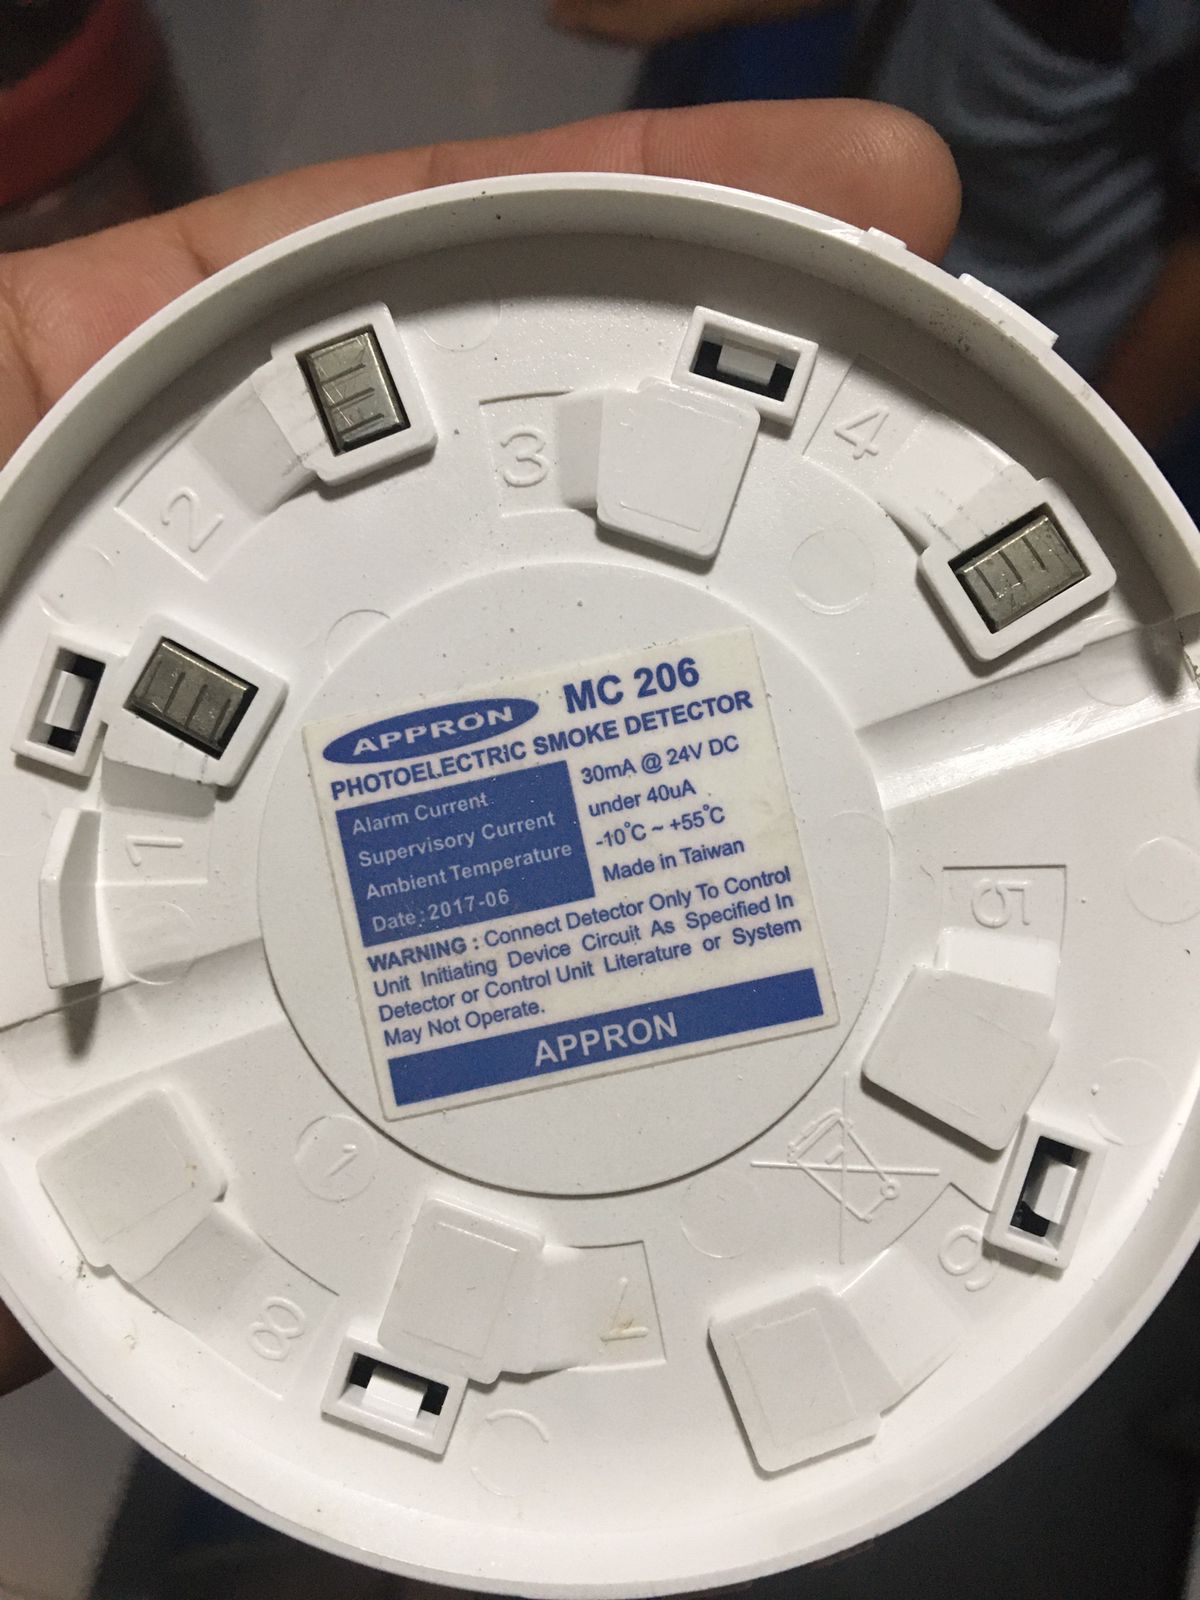 2
3
4
1
5
6
7
8
1
APPRON MC 206
PHOTOELECTRIC SMOKE DETECTOR
Alarm Current 30mA @ 24V DC
Supervisory Current under 40uA
Ambient Temperature -10°C ~ +55°C
Date : 2017-06 Made in Taiwan
WARNING : Connect Detector Only To Control
Unit Initiating Device Circuit As Specified In
Detector or Control Unit Literature or System
May Not Operate.
APPRON